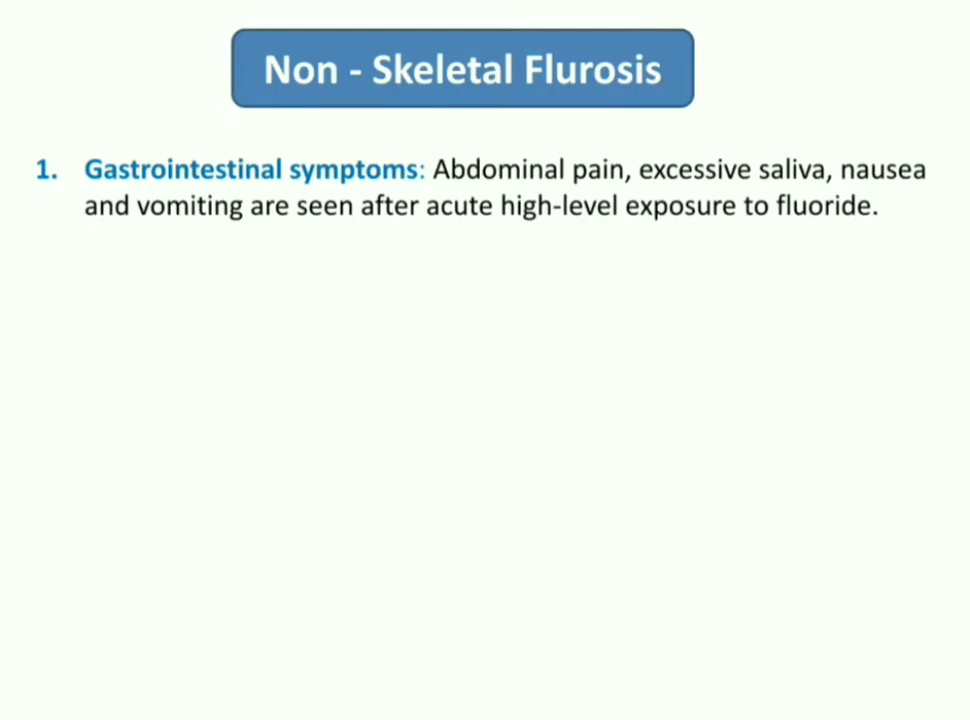 Non - Skeletal Flurosis
1. Gastrointestinal symptoms: Abdominal pain, excessive saliva, nausea
and vomiting are seen after acute high-level exposure to fluoride.